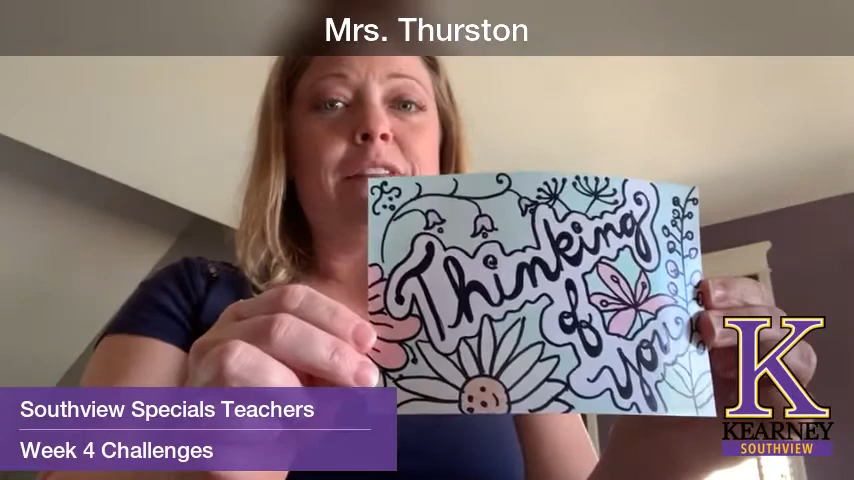 Mrs. Thurston
Thinking
of
you
Southview Specials Teachers
Week 4 Challenges
K
KEARNEY
SOUTHVIEW